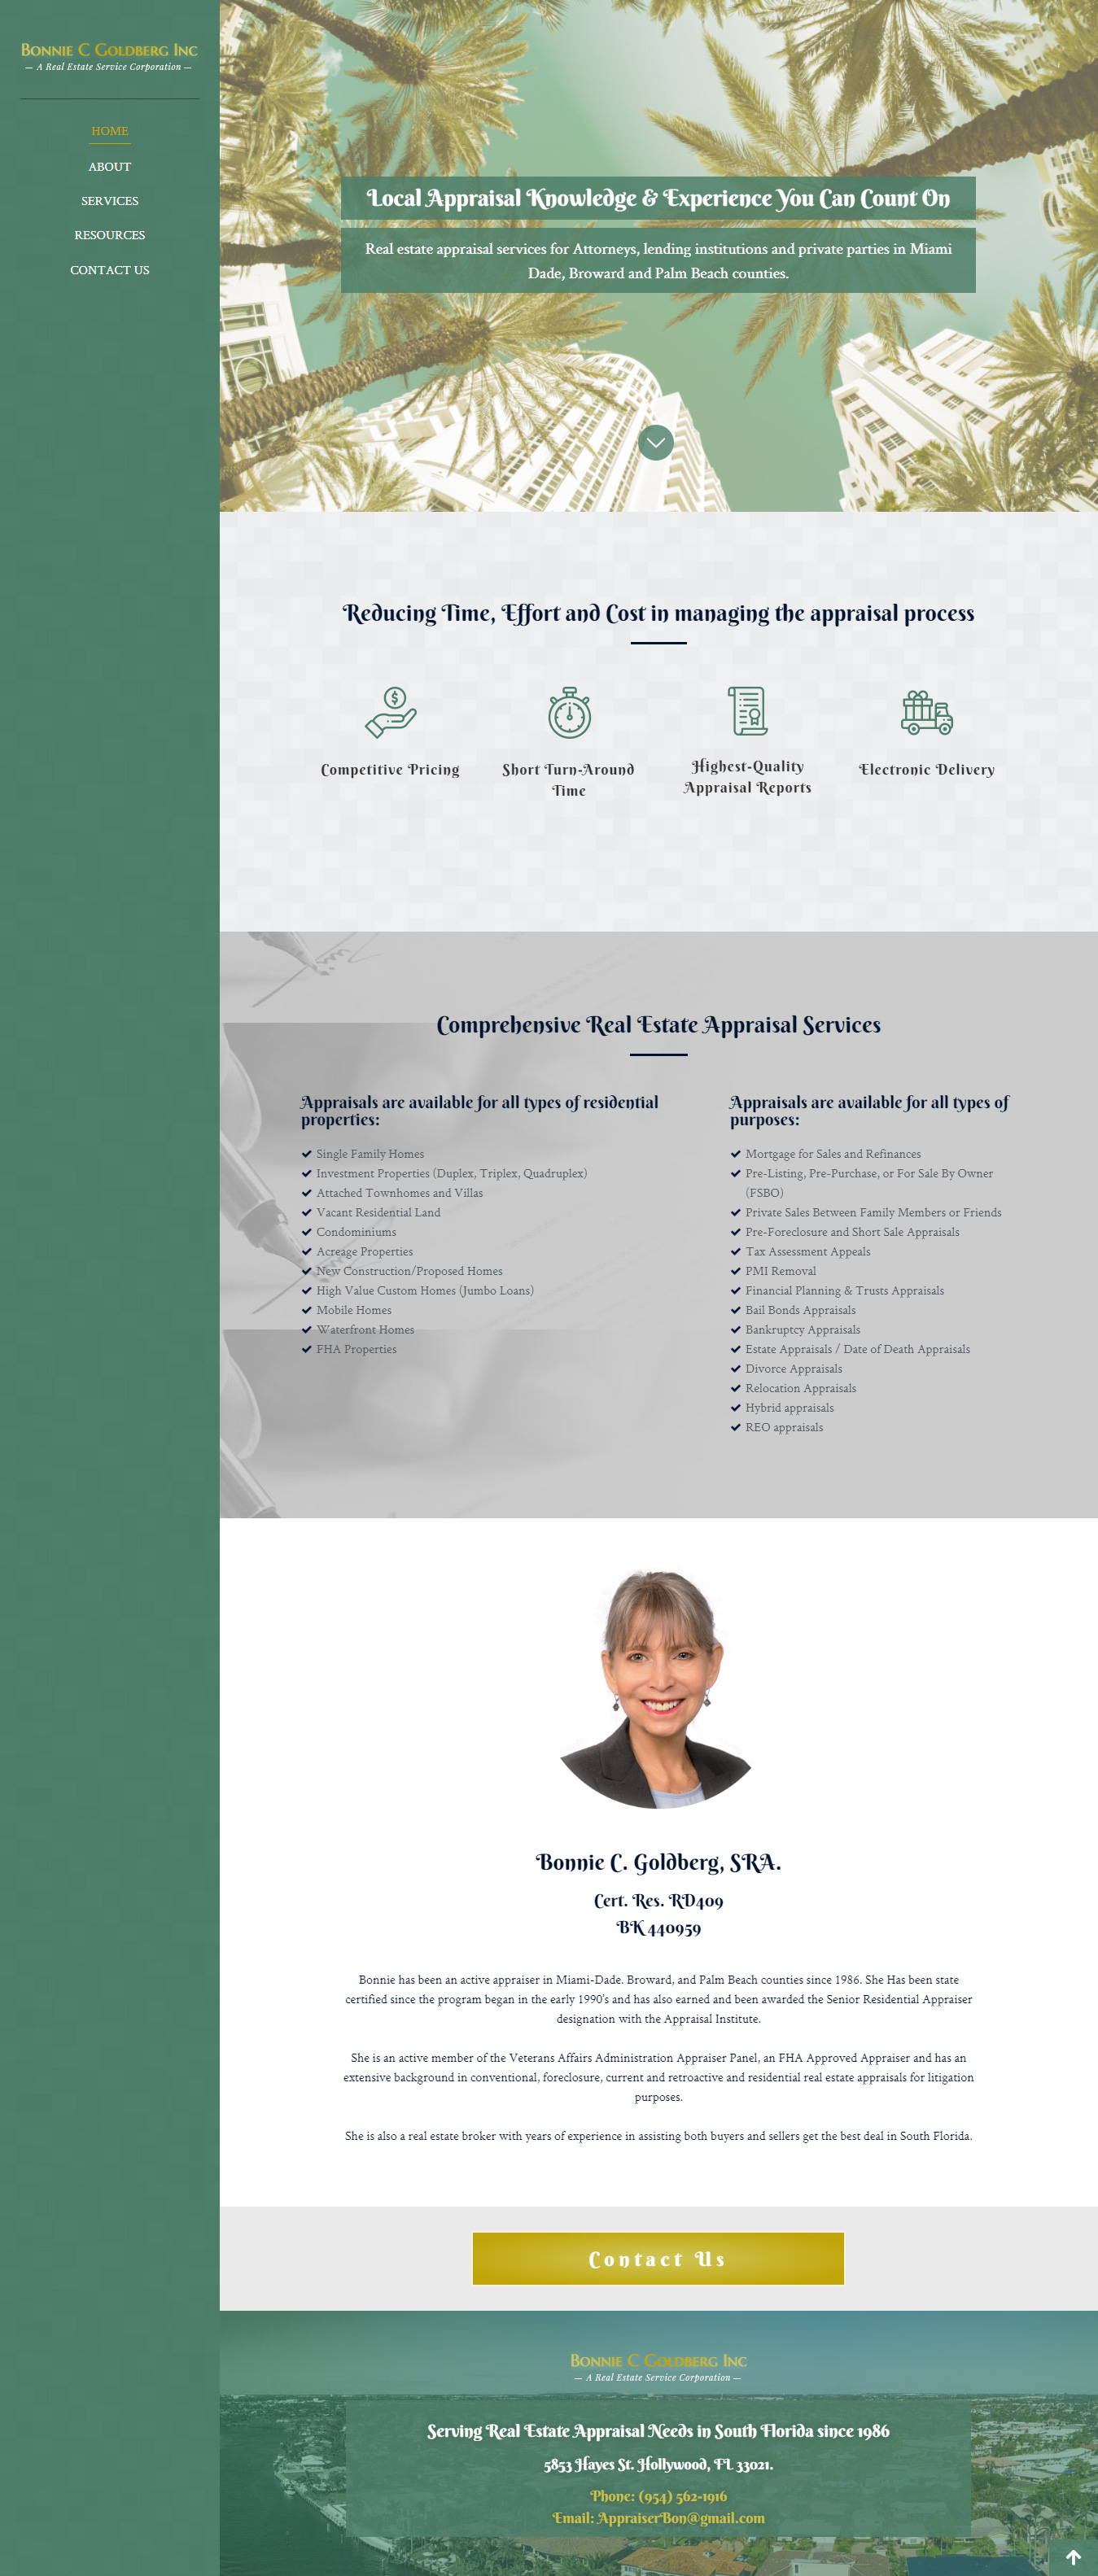 BONNIE C GOLDBERG INC
— A Real Estate Service Corporation —
HOME
ABOUT
SERVICES
RESOURCES
CONTACT US
Local Appraisal Knowledge & Experience You Can Count On
Real estate appraisal services for Attorneys, lending institutions and private parties in Miami
Dade, Broward and Palm Beach counties.
Reducing Time, Effort and Cost in managing the appraisal process
Competitive Pricing
Short Turn-Around
Time
Highest-Quality
Appraisal Reports
Electronic Delivery
Comprehensive Real Estate Appraisal Services
Appraisals are available for all types of residential
properties:
Single Family Homes
Investment Properties (Duplex, Triplex, Quadruplex)
Attached Townhomes and Villas
Vacant Residential Land
Condominiums
Acreage Properties
New Construction/Proposed Homes
High Value Custom Homes (Jumbo Loans)
Mobile Homes
Waterfront Homes
FHA Properties
Appraisals are available for all types of
purposes:
Mortgage for Sales and Refinances
Pre-Listing, Pre-Purchase, or For Sale By Owner
(FSBO)
Private Sales Between Family Members or Friends
Pre-Foreclosure and Short Sale Appraisals
Tax Assessment Appeals
PMI Removal
Financial Planning & Trusts Appraisals
Bail Bonds Appraisals
Bankruptcy Appraisals
Estate Appraisals / Date of Death Appraisals
Divorce Appraisals
Relocation Appraisals
Hybrid appraisals
REO appraisals
Bonnie C. Goldberg, SRA.
Cert. Res. RD409
BK 440959
Bonnie has been an active appraiser in Miami-Dade. Broward, and Palm Beach counties since 1986. She Has been state
certified since the program began in the early 1990's and has also earned and been awarded the Senior Residential Appraiser
designation with the Appraisal Institute.
She is an active member of the Veterans Affairs Administration Appraiser Panel, an FHA Approved Appraiser and has an
extensive background in conventional, foreclosure, current and retroactive and residential real estate appraisals for litigation
purposes.
She is also a real estate broker with years of experience in assisting both buyers and sellers get the best deal in South Florida.
Contact Us
BONNIE C GOLDBERG INC
— A Real Estate Service Corporation —
Serving Real Estate Appraisal Needs in South Florida since 1986
5853 Hayes St. Hollywood, FL 33021.
Phone: (954) 562-1916
Email: AppraiserBon@gmail.com